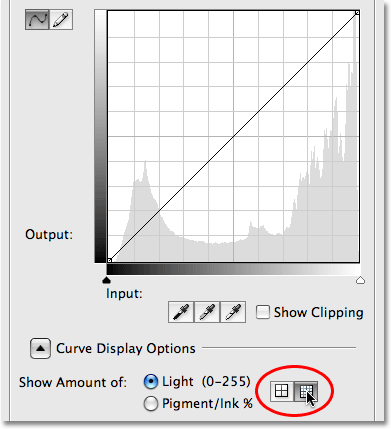 Output:
Input:
Show Clipping
Curve Display Options
Show Amount of: Light (0-255)
Pigment/Ink %